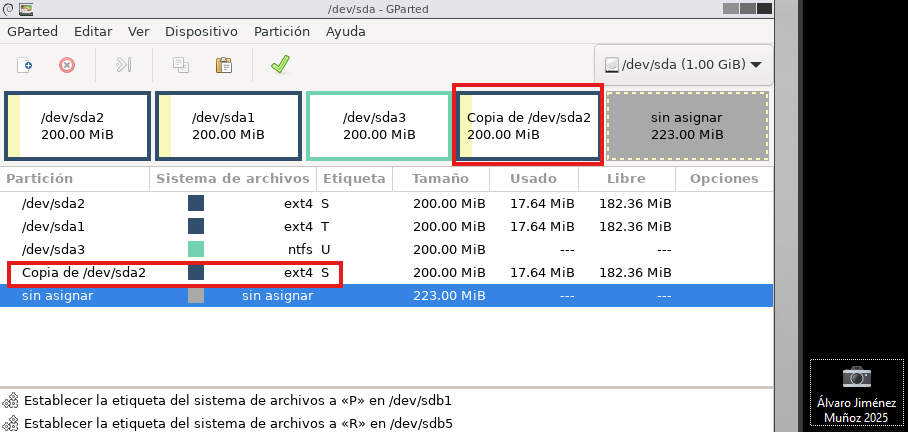 /dev/sda - GParted
GParted Editar Ver Dispositivo Partición Ayuda
/dev/sda (1.00 GiB)
/dev/sda2
200.00 MiB
/dev/sda1
200.00 MiB
/dev/sda3
200.00 MiB
Copia de /dev/sda2
200.00 MiB
sin asignar
223.00 MiB
Partición Sistema de archivos Etiqueta Tamaño Usado Libre Opciones
/dev/sda2 ext4 S 200.00 MiB 17.64 MiB 182.36 MiB
/dev/sda1 ext4 T 200.00 MiB 17.64 MiB 182.36 MiB
/dev/sda3 ntfs U 200.00 MiB --- ---
Copia de /dev/sda2 ext4 S 200.00 MiB 17.64 MiB 182.36 MiB
sin asignar sin asignar 223.00 MiB --- ---
Establecer la etiqueta del sistema de archivos a «P» en /dev/sdb1
Establecer la etiqueta del sistema de archivos a «R» en /dev/sdb5
Álvaro Jiménez
Muñoz 2025